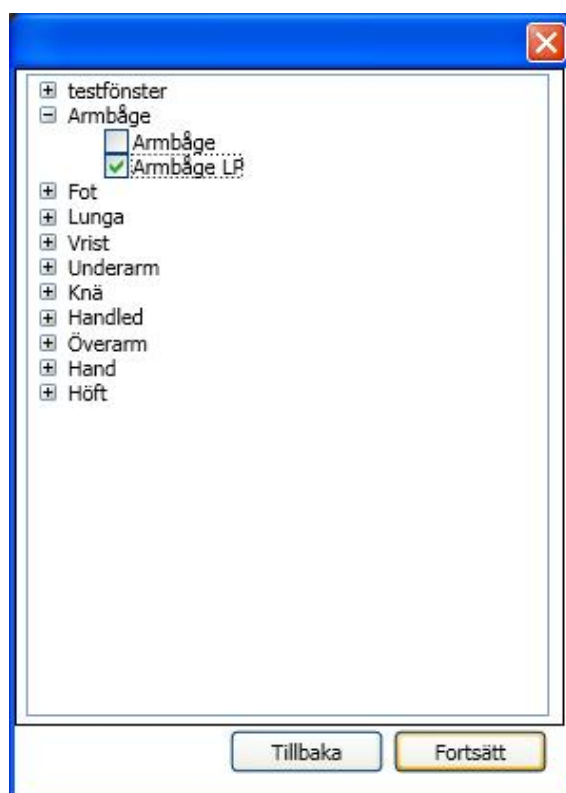 testfönster
Armbåge
Armbåge
Armbåge LP
Fot
Lunga
Vrist
Underarm
Knä
Handled
Överarm
Hand
Höft
Tillbaka
Fortsätt